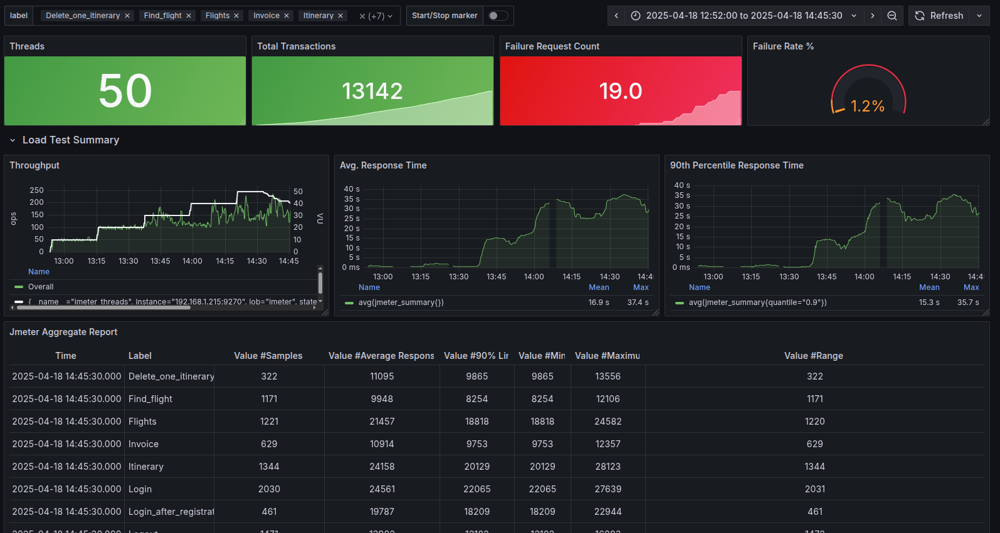 label Delete_one_itinerary × Find_flight × Flights × Invoice × Itinerary × × (+7) Start/Stop marker 2025-04-18 12:52:00 to 2025-04-18 14:45:30 Refresh
Threads Total Transactions Failure Request Count Failure Rate %
50 13142 19.0 1.2%
Load Test Summary
Throughput
250 50
200 40
150 30
100 20
50 10
0 0
ops
VU
13:00 13:15 13:30 13:45 14:00 14:15 14:30 14:45
Name
Overall
{__name__="jmeter_threads", instance="192.168.1.215:9270", job="jmeter", state
Avg. Response Time
40 s
35 s
30 s
25 s
20 s
15 s
10 s
5 s
0 ms
13:00 13:15 13:30 13:45 14:00 14:15 14:30 14:4
Name Mean Max
avg(jmeter_summary{}) 16.9 s 37.4 s
90th Percentile Response Time
40 s
35 s
30 s
25 s
20 s
15 s
10 s
5 s
0 ms
13:00 13:15 13:30 13:45 14:00 14:15 14:30 14:4
Name Mean Max
avg(jmeter_summary{quantile="0.9"}) 15.3 s 35.7 s
Jmeter Aggregate Report
Time Label Value #Samples Value #Average Respons Value #90% Lir Value #Min Value #Maximu Value #Range
2025-04-18 14:45:30.000 Delete_one_itinerary 322 11095 9865 9865 13556 322
2025-04-18 14:45:30.000 Find_flight 1171 9948 8254 8254 12106 1171
2025-04-18 14:45:30.000 Flights 1221 21457 18818 18818 24582 1220
2025-04-18 14:45:30.000 Invoice 629 10914 9753 9753 12357 629
2025-04-18 14:45:30.000 Itinerary 1344 24158 20129 20129 28123 1344
2025-04-18 14:45:30.000 Login 2030 24561 22065 22065 27639 2031
2025-04-18 14:45:30.000 Login_after_registrat 461 19787 18209 18209 22944 461
2025-04-18 14:45:30.000 Logout